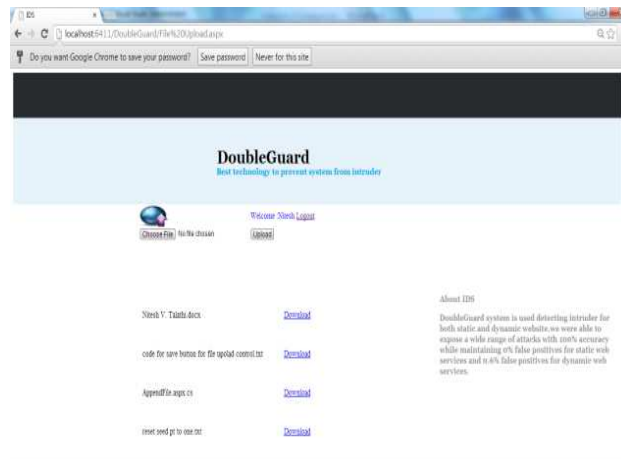 IDS
localhost:6411/DoubleGuard/File%20Upload.aspx
Do you want Google Chrome to save your password? Save password Never for this site
DoubleGuard
Best technology to prevent system from intruder
Welcome Nitesh Logout
Choose File No file chosen Upload
About IDS
DoubleGuard system is used detecting intruder for
both static and dynamic website.we were able to
expose a wide range of attacks with 100% accuracy
while maintaining 0% false positives for static web
services and 0.6% false positives for dynamic web
services.
Nitesh V. docx Download
code for save button for file upolad control.txt Download
AppendFile.aspx.cs Download
reset seed pt to one.txt Download